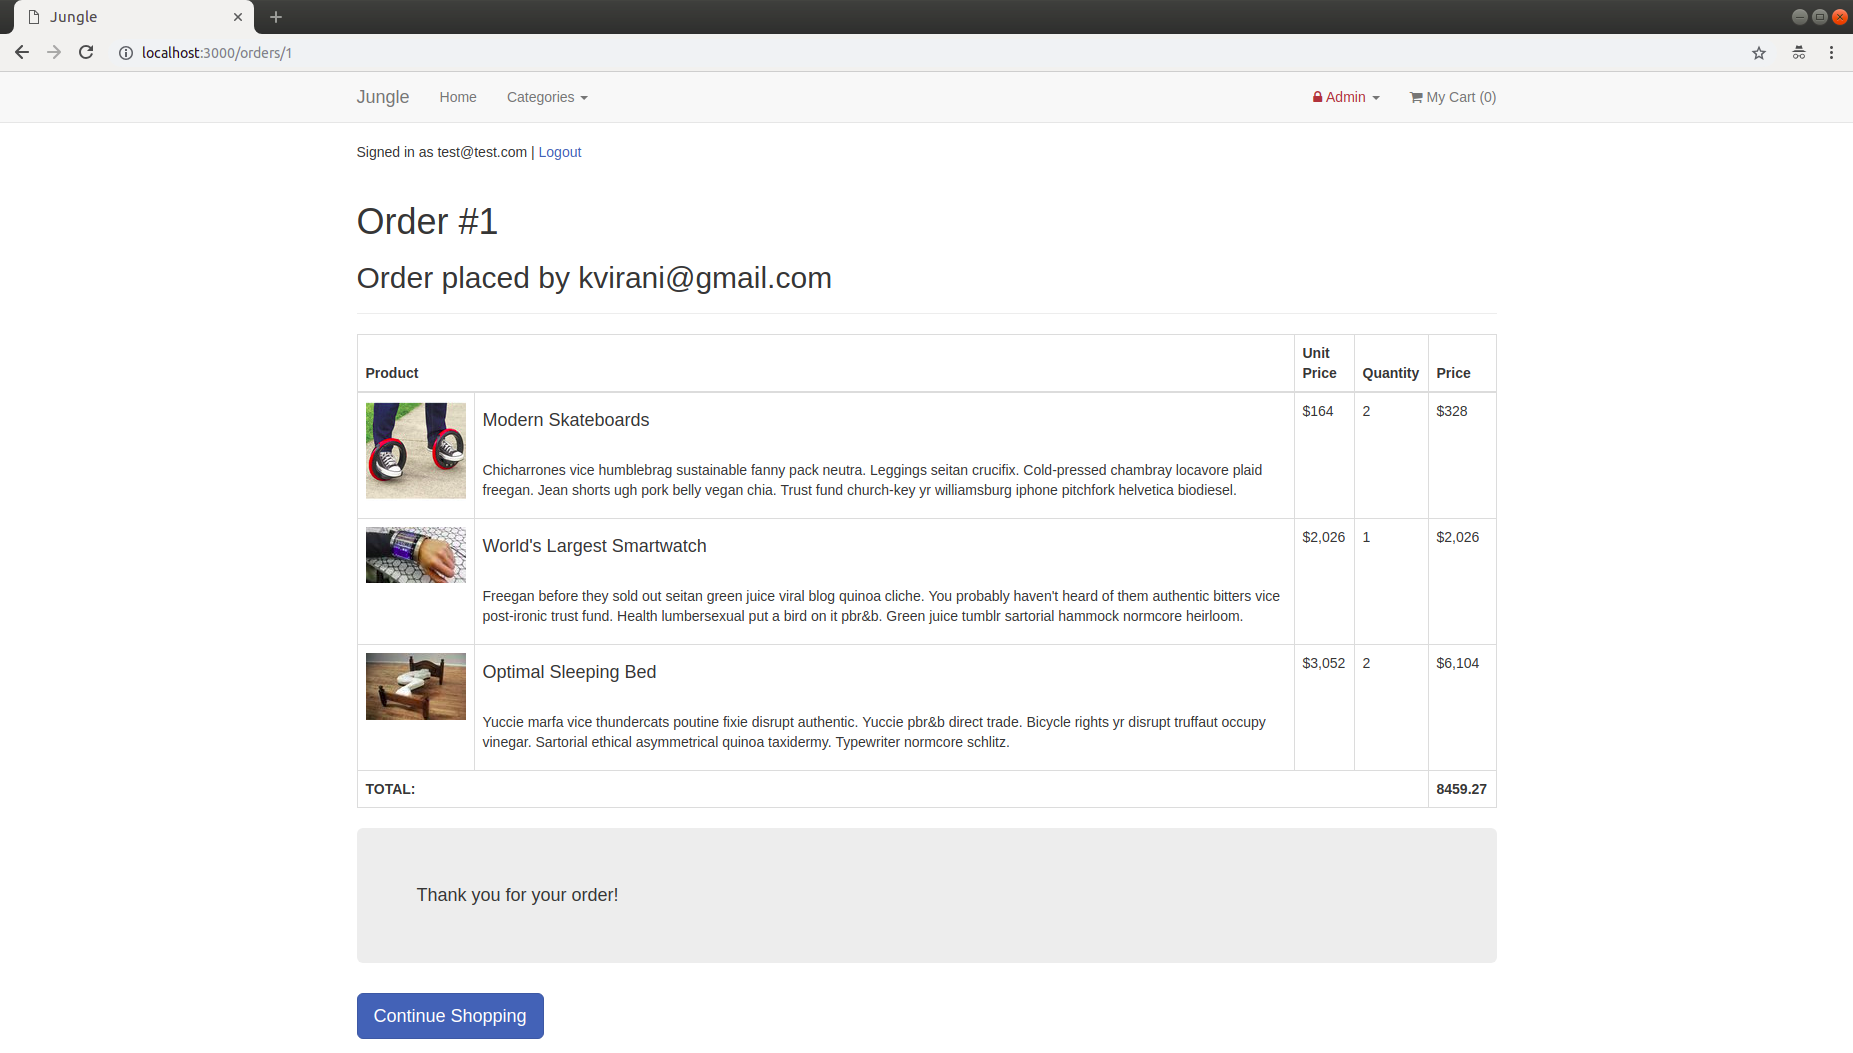 Jungle
localhost:3000/orders/1
Jungle Home Categories Admin My Cart (0)
Signed in as test@test.com | Logout
Order #1
Order placed by kvirani@gmail.com
Product Unit Price Quantity Price
Modern Skateboards $164 2 $328
Chicharrones vice humblebrag sustainable fanny pack neutra. Leggings seitan crucifix. Cold-pressed chambray locavore plaid
freegan. Jean shorts ugh pork belly vegan chia. Trust fund church-key yr williamsburg iphone pitchfork helvetica biodiesel.
World's Largest Smartwatch $2,026 1 $2,026
Freegan before they sold out seitan green juice viral blog quinoa cliche. You probably haven't heard of them authentic bitters vice
post-ironic trust fund. Health lumbersexual put a bird on it pbr&b. Green juice tumblr sartorial hammock normcore heirloom.
Optimal Sleeping Bed $3,052 2 $6,104
Yuccie marfa vice thundercats poutine fixie disrupt authentic. Yuccie pbr&b direct trade. Bicycle rights yr disrupt truffaut occupy
vinegar. Sartorial ethical asymmetrical quinoa taxidermy. Typewriter normcore schlitz.
TOTAL: 8459.27
Thank you for your order!
Continue Shopping